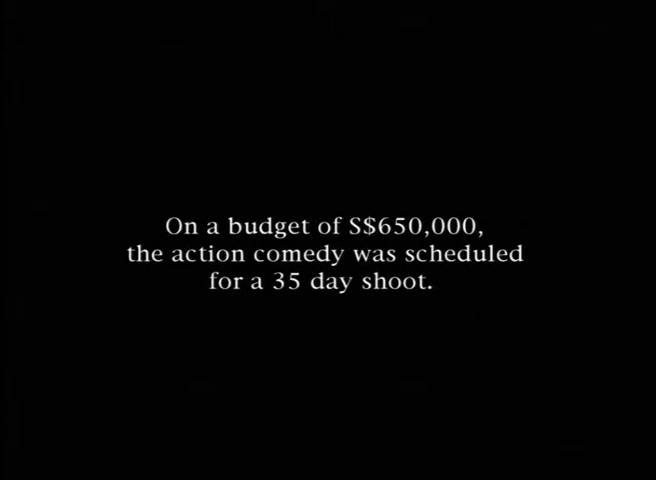 On a budget of S$650,000,
the action comedy was scheduled
for a 35 day shoot.